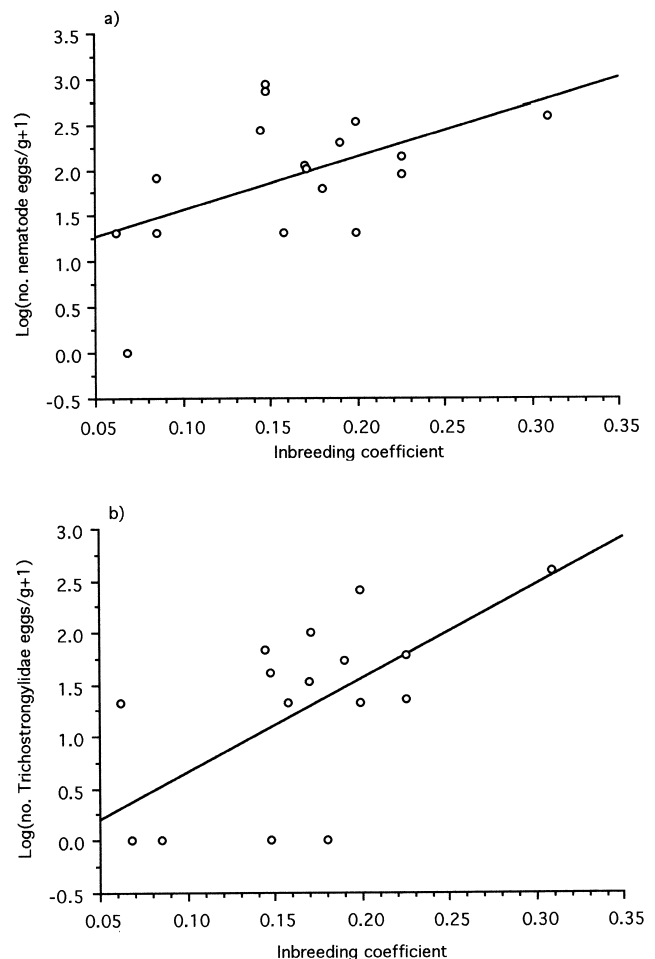 a)
3.5
3.0
2.5
2.0
1.5
1.0
0.5
0.0
-0.5
Log(no. nematode eggs/g+1)
0.05 0.10 0.15 0.20 0.25 0.30 0.35
Inbreeding coefficient
b)
3.0
2.5
2.0
1.5
1.0
0.5
0.0
-0.5
Log(no. Trichostrongylidae eggs/g+1)
0.05 0.10 0.15 0.20 0.25 0.30 0.35
Inbreeding coefficient